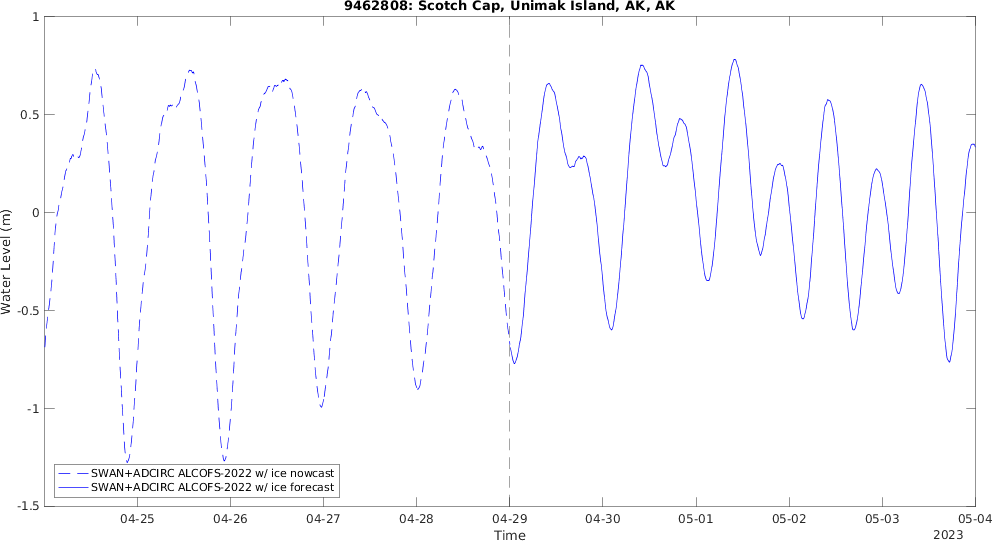 9462808: Scotch Cap, Unimak Island, AK, AK
1
0.5
0
-0.5
-1
-1.5
Water Level (m)
SWAN+ADCIRC ALCOFS-2022 w/ ice nowcast
SWAN+ADCIRC ALCOFS-2022 w/ ice forecast
04-25 04-26 04-27 04-28 04-29 04-30 05-01 05-02 05-03 05-04
Time
2023